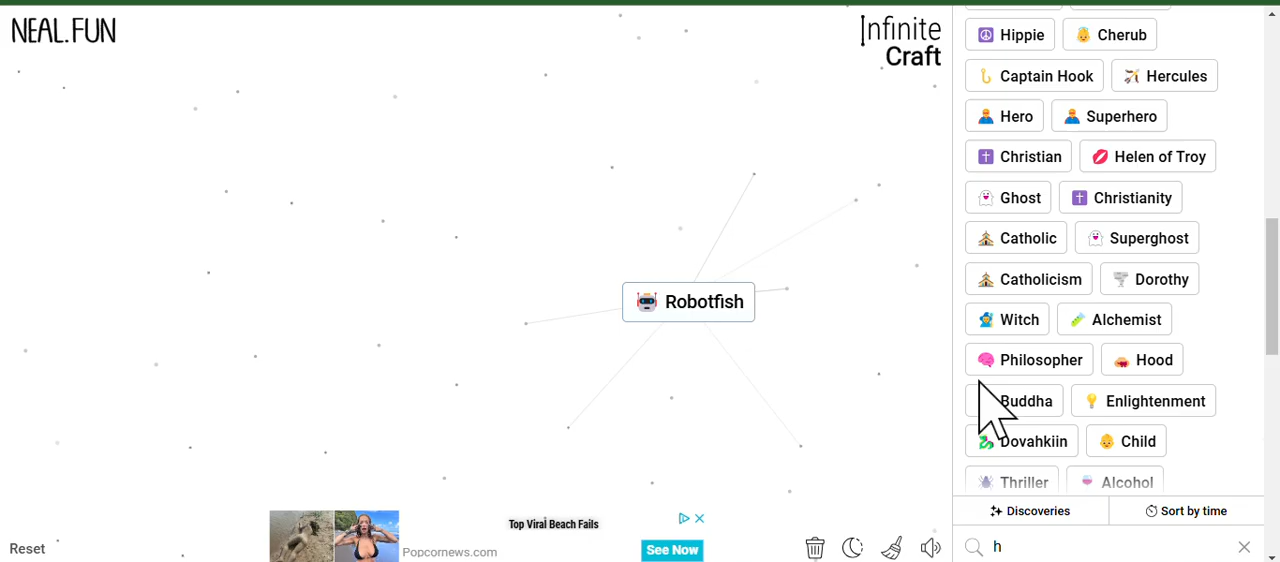 NEAL.FUN
Infinite
Craft
Hippie
Cherub
Captain Hook
Hercules
Hero
Superhero
Christian
Helen of Troy
Ghost
Christianity
Catholic
Superghost
Catholicism
Dorothy
Witch
Alchemist
Philosopher
Hood
Buddha
Enlightenment
Dovahkiin
Child
Thriller
Alcohol
Robotfish
Discoveries
Sort by time
h
Top Viral Beach Fails
Popcornews.com
See Now
Reset